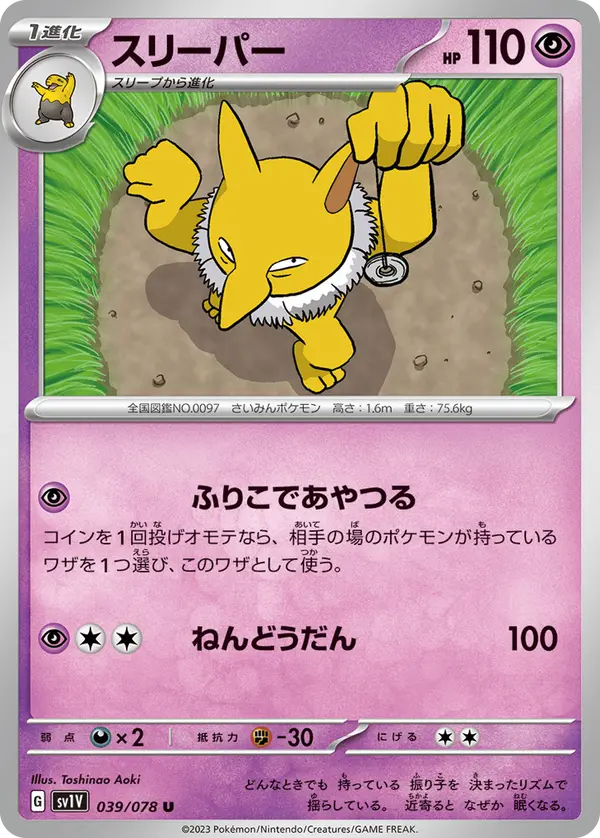 1進化 スリーパー HP 110
スリープから進化
全国図鑑NO.0097 さいみんポケモン 高さ：1.6m 重さ：75.6kg
ふりこであやつる
コインを1回投げオモテなら、相手の場のポケモンが持っている
ワザを1つ選び、このワザとして使う。
ねんどうだん 100
弱点 ×2 抵抗力 -30 にげる
Illus. Toshinao Aoki
G sv1V 039/078 U
どんなときでも 持っている 振り子を 決まったリズムで
揺らしている。 近寄ると なぜか 眠くなる。
©2023 Pokémon/Nintendo/Creatures/GAME FREAK.